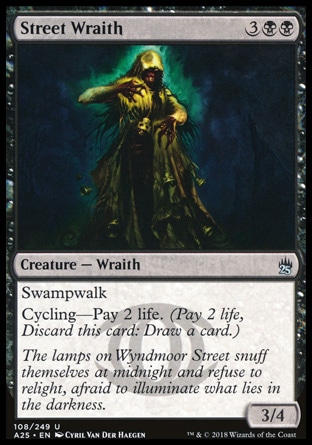 Street Wraith 3
Creature — Wraith
25
Swampwalk
Cycling—Pay 2 life. (Pay 2 life,
Discard this card: Draw a card.)
The lamps on Wyndmoor Street snuff
themselves at midnight and refuse to
relight, afraid to illuminate what lies in
the darkness.
3/4
108/249 U
A25 • EN Cyril Van Der Haegen
™ & © 2018 Wizards of the Coast